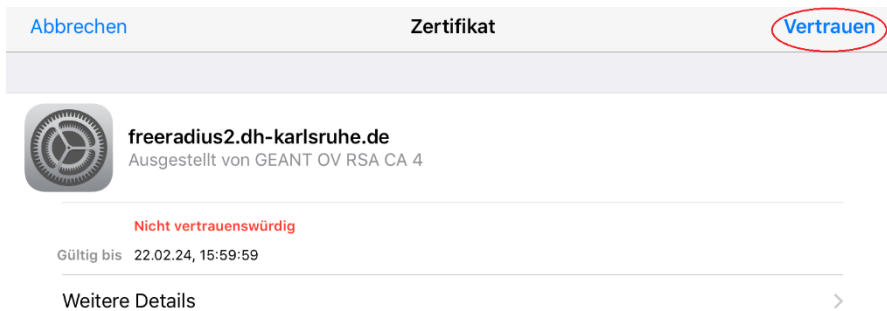 Abbrechen Zertifikat Vertrauen
freeradius2.dh-karlsruhe.de
Ausgestellt von GEANT OV RSA CA 4
Nicht vertrauenswürdig
Gültig bis 22.02.24, 15:59:59
Weitere Details